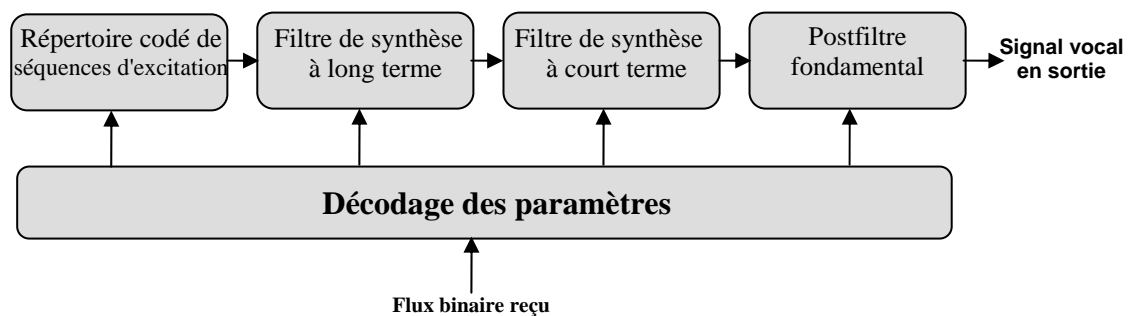 Répertoire codé de
séquences d'excitation
Filtre de synthèse
à long terme
Filtre de synthèse
à court terme
Postfiltre
fondamental
Signal vocal
en sortie
Décodage des paramètres
Flux binaire reçu